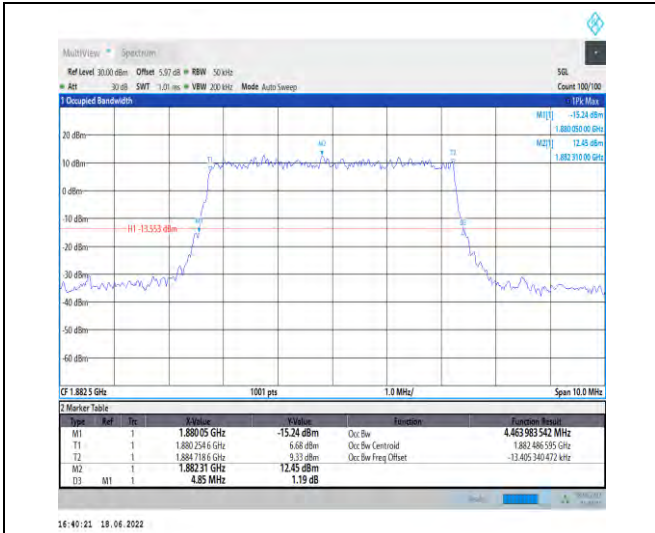 MultiView Spectrum
Ref Level 30.00 dBm Offset 5.97 dB RBW 50 kHz SGL
Att 30 dB SWT 1.01 ms VBW 200 kHz Mode Auto Sweep Count 100/100
1 Occupied Bandwidth 1Pk Max
M1[1] -15.24 dBm
1.880 050 00 GHz
M2[1] 12.45 dBm
1.882 310 00 GHz
20 dBm
M2
T1 T2
10 dBm
0 dBm
-10 dBm
H1 -13.553 dBm
-30 dBm
-40 dBm
-50 dBm
-60 dBm
CF 1.882 5 GHz 1001 pts 1.0 MHz/ Span 10.0 MHz
2 Marker Table
Type Ref Trc X-Value Y-Value Function Function Result
M1 1 1.880 05 GHz -15.24 dBm Occ Bw 4.463 983 542 MHz
T1 1 1.880 254 6 GHz 6.68 dBm Occ Bw Centroid 1.882 486 595 GHz
T2 1 1.884 718 6 GHz 9.33 dBm Occ Bw Freq Offset -13.405 340 472 kHz
M2 1 1.882 31 GHz 12.45 dBm
D3 M1 1 4.85 MHz 1.19 dB
16:40:21 18.06.2022